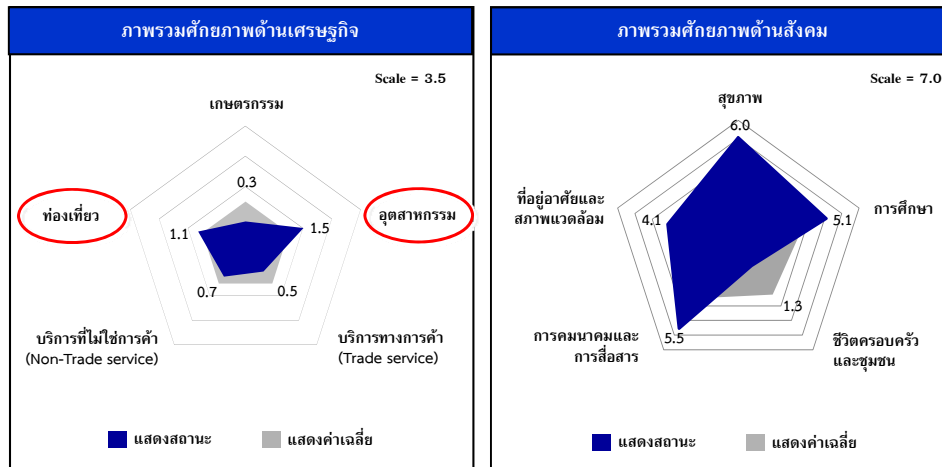 ภาพรวมศักยภาพด้านเศรษฐกิจ
Scale = 3.5
เกษตรกรรม
0.3
ท่องเที่ยว
อุตสาหกรรม
1.1
1.5
0.7
0.5
บริการที่ไม่ใช่การค้า
(Non-Trade service)
บริการทางการค้า
(Trade service)
แสดงสถานะ
แสดงค่าเฉลี่ย
ภาพรวมศักยภาพด้านสังคม
Scale = 7.0
สุขภาพ
6.0
ที่อยู่อาศัยและ
สภาพแวดล้อม
4.1
5.1
การศึกษา
1.3
การคมนาคมและ
การสื่อสาร
5.5
ชีวิตครอบครัว
และชุมชน
แสดงสถานะ
แสดงค่าเฉลี่ย